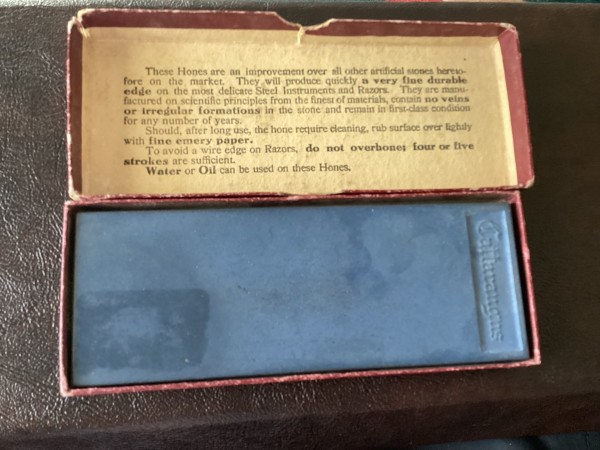 These Hones are an improvement over all other artificial stones hereto-
fore on the market. They will produce quickly a very fine durable
edge on the most delicate Steel Instruments and Razors. They are manu-
factured on scientific principles from the finest of materials, contain no veins
or irregular formations in the stone and remain in first-class condition
for any number of years.
Should, after long use, the hone require cleaning, rub surface over lightly
with fine emery paper.
To avoid a wire edge on Razors, do not overhone; four or five
strokes are sufficient.
Water or Oil can be used on these Hones.